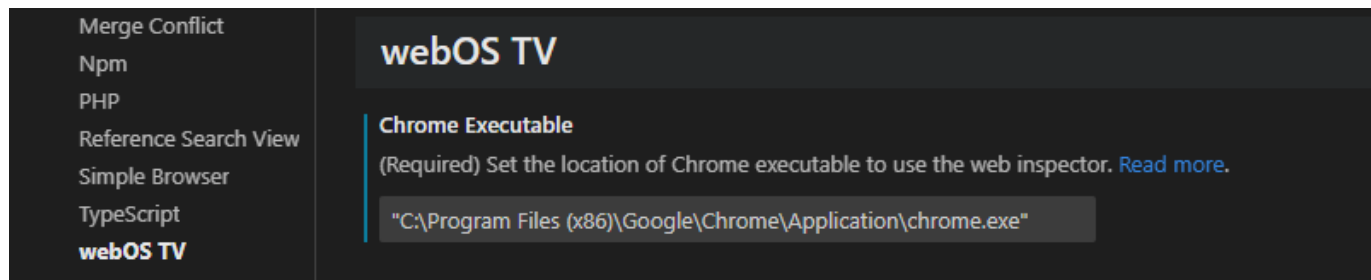 Merge Conflict
Npm
PHP
Reference Search View
Simple Browser
TypeScript
webOS TV
webOS TV
Chrome Executable
(Required) Set the location of Chrome executable to use the web inspector. Read more.
"C:\Program Files (x86)\Google\Chrome\Application\chrome.exe"